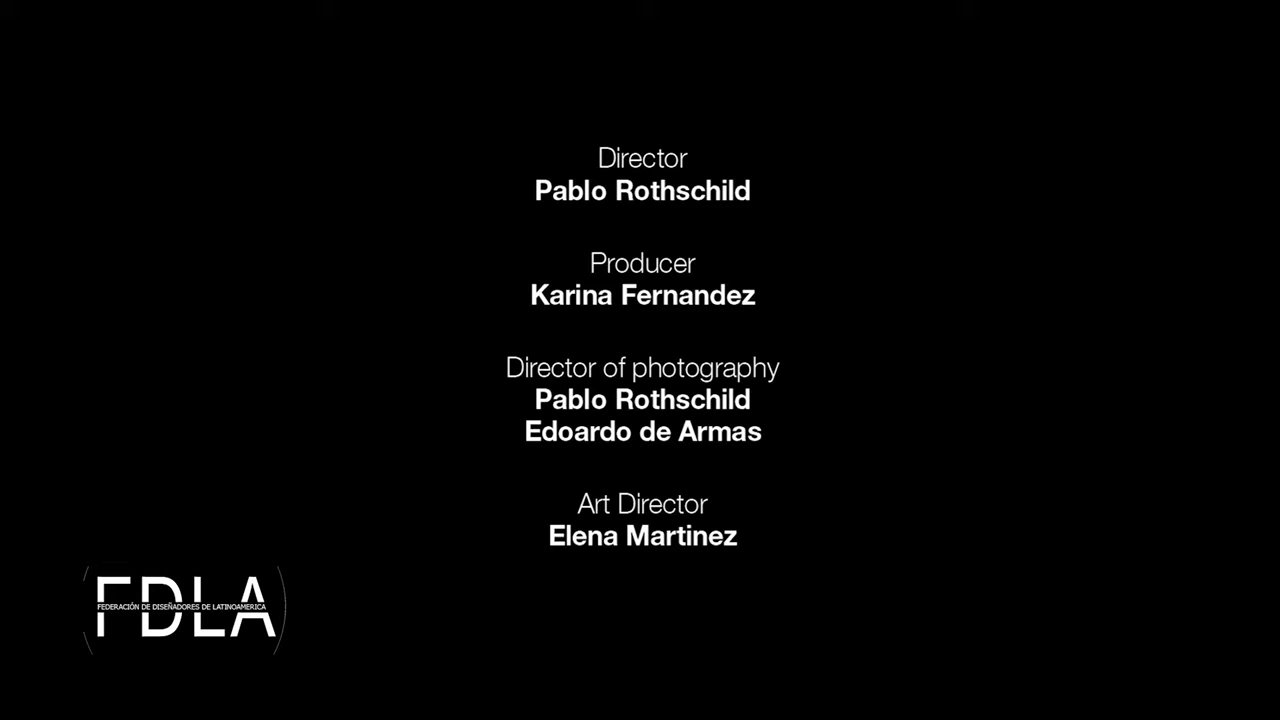 Director
Pablo Rothschild
Producer
Karina Fernandez
Director of photography
Pablo Rothschild
Edoardo de Armas
Art Director
Elena Martinez
FDLA
FEDERACIÓN DE DISEÑADORES DE LATINOAMERICA